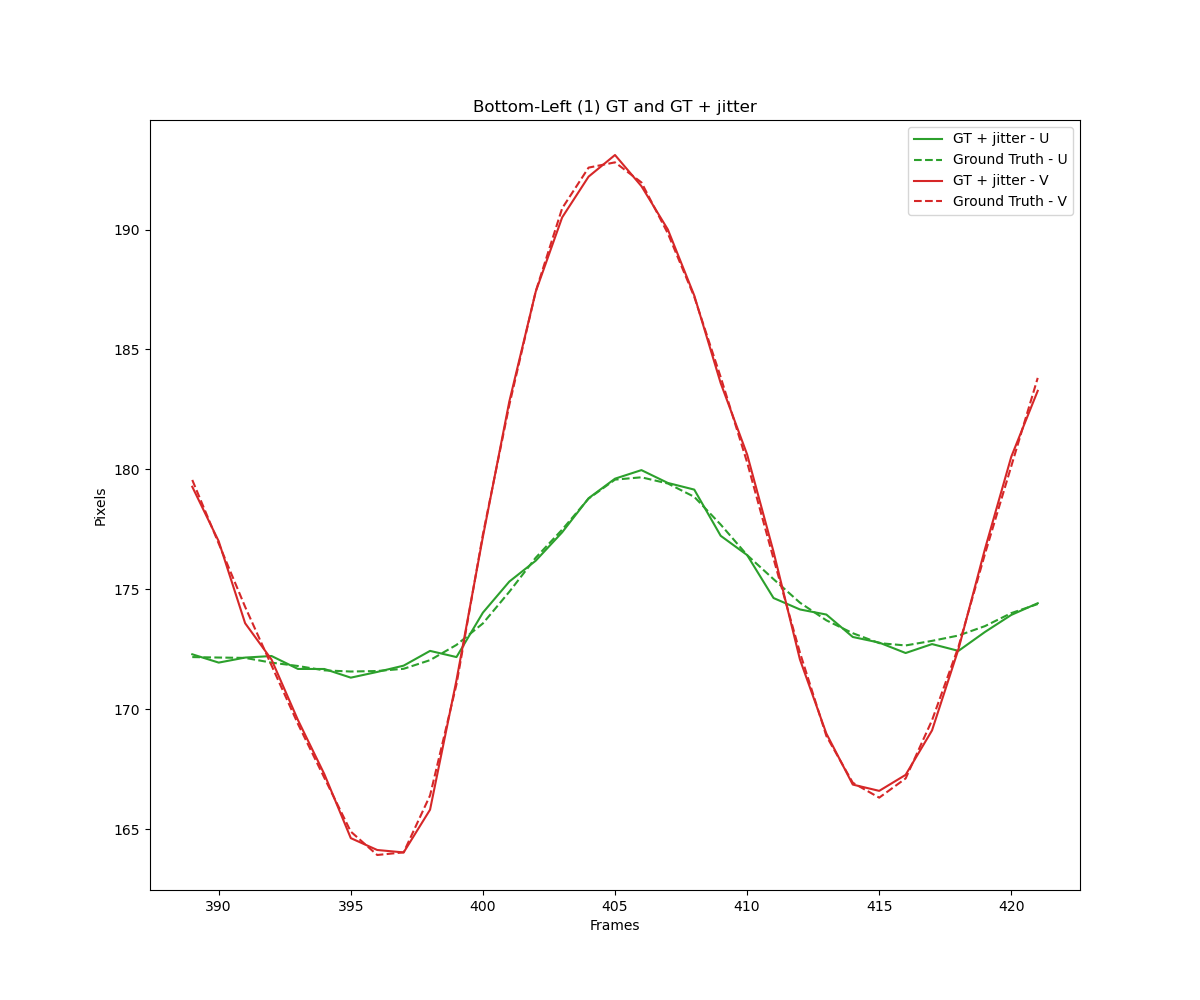 Bottom-Left (1) GT and GT + jitter
GT + jitter - U
Ground Truth - U
GT + jitter - V
Ground Truth - V
Pixels
190
185
180
175
170
165
390 395 400 405 410 415 420
Frames